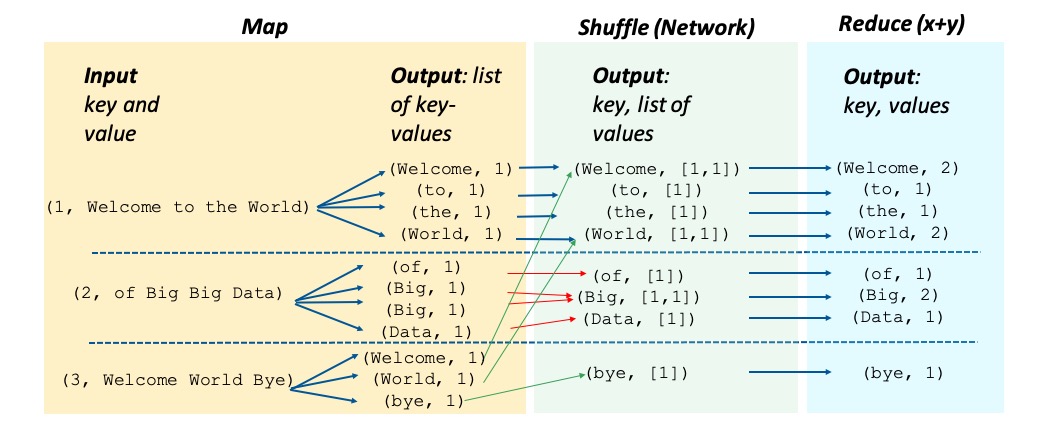 Map
Shuffle (Network)
Reduce (x+y)
Input
key and
value
Output: list
of key-
values
Output:
key, list of
values
Output:
key, values
(1, Welcome to the World)
(Welcome, 1)
(to, 1)
(the, 1)
(World, 1)
(Welcome, [1,1])
(to, [1])
(the, [1])
(World, [1,1])
(Welcome, 2)
(to, 1)
(the, 1)
(World, 2)
(2, of Big Big Data)
(of, 1)
(Big, 1)
(Big, 1)
(Data, 1)
(of, [1])
(Big, [1,1])
(Data, [1])
(of, 1)
(Big, 2)
(Data, 1)
(3, Welcome World Bye)
(Welcome, 1)
(World, 1)
(bye, 1)
(bye, [1])
(bye, 1)